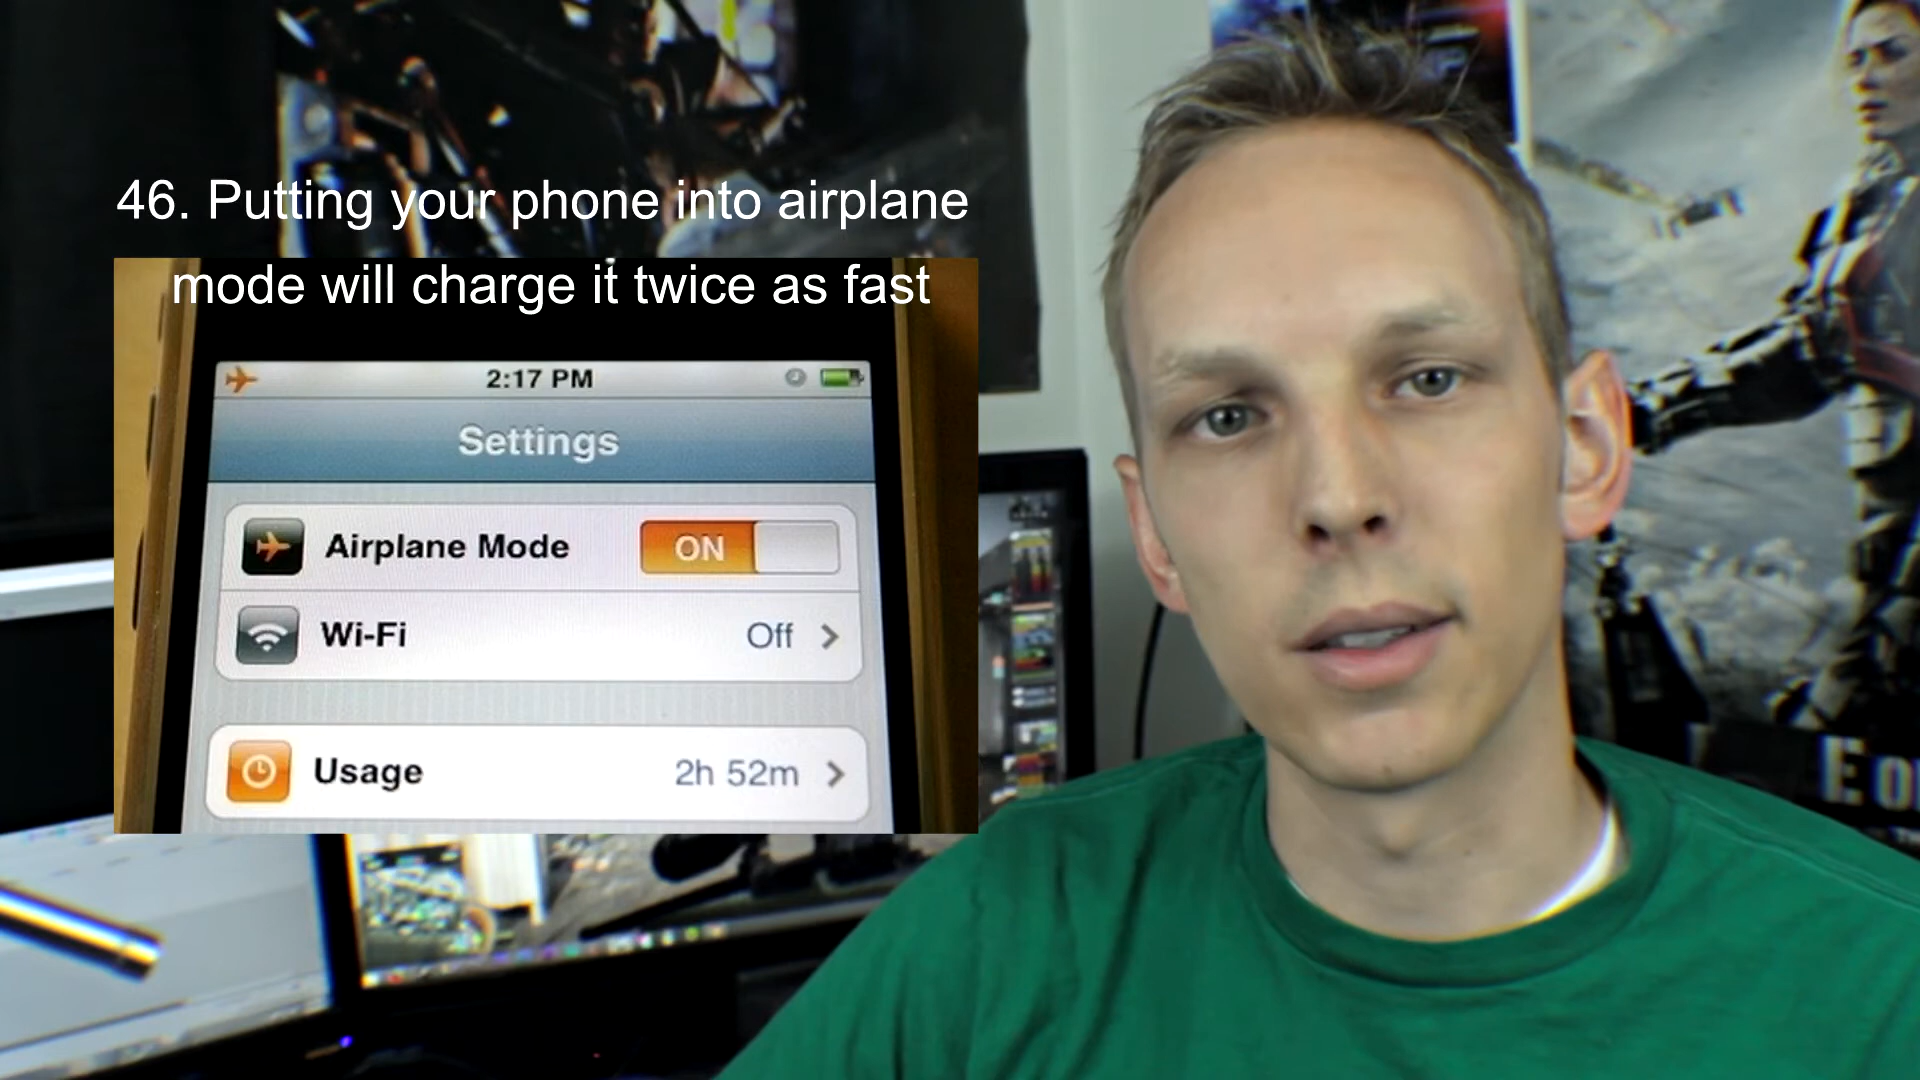 46. Putting your phone into airplane
mode will charge it twice as fast
2:17 PM
Settings
Airplane Mode ON
Wi-Fi Off
Usage 2h 52m